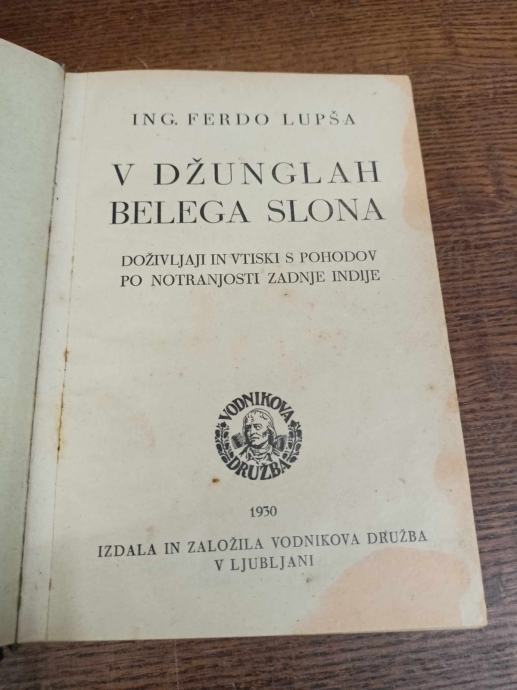 ING. FERDO LUPŠA
V DŽUNGLAH
BELEGA SLONA
DOŽIVLJAJI IN VTISKI S POHODOV
PO NOTRANJOSTI ZADNJE INDIJE
VODNIKOVA
DRUŽBA
1930
IZDALA IN ZALOŽILA VODNIKOVA DRUŽBA
V LJUBLJANI